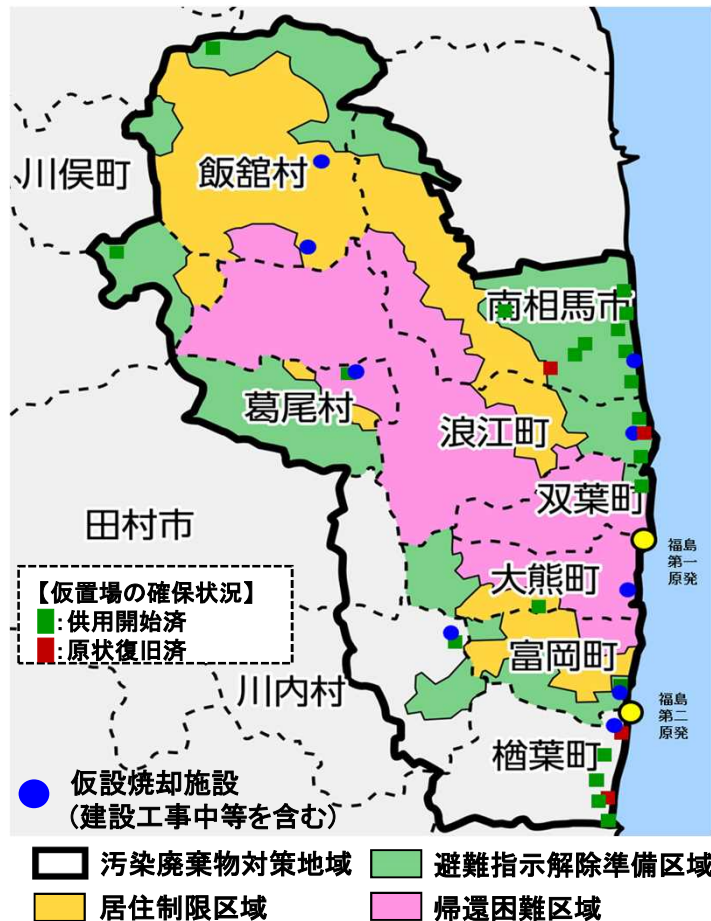 川俣町
飯舘村
南相馬市
葛尾村
浪江町
双葉町
田村市
福島
第一
原発
大熊町
【仮置場の確保状況】
:供用開始済
:原状復旧済
富岡町
川内村
福島
第二
原発
楢葉町
仮設焼却施設
(建設工事中等を含む)
汚染廃棄物対策地域
避難指示解除準備区域
居住制限区域
帰還困難区域